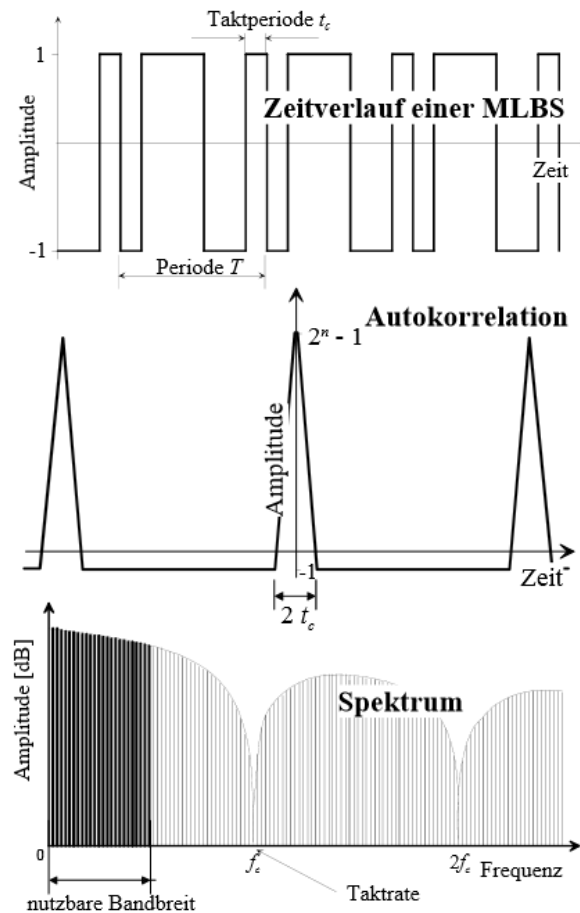 Taktperiode t_c
1
Zeitverlauf einer MLBS
Amplitude
Zeit
-1
Periode T
Autokorrelation
2^n - 1
Amplitude
-1
Zeit
2 t_c
Amplitude [dB]
Spektrum
0
f_c
2f_c
Frequenz
nutzbare Bandbreit
Taktrate